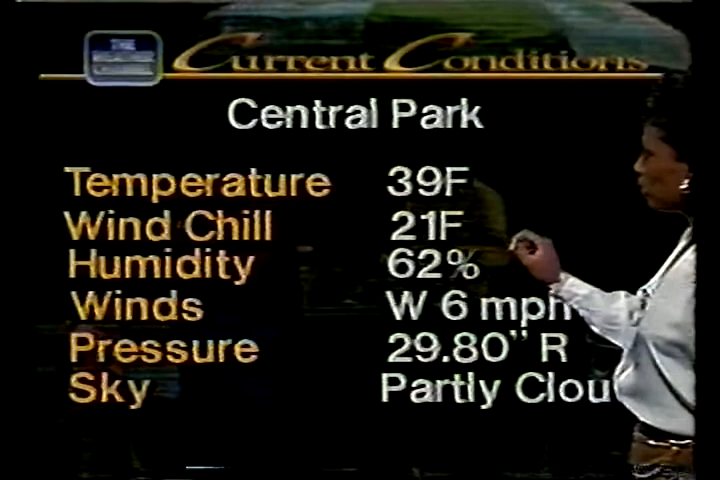 THE
Current Conditions
Central Park
Temperature 39F
Wind Chill 21F
Humidity 62%
Winds W 6 mph
Pressure 29.80" R
Sky Partly Clou